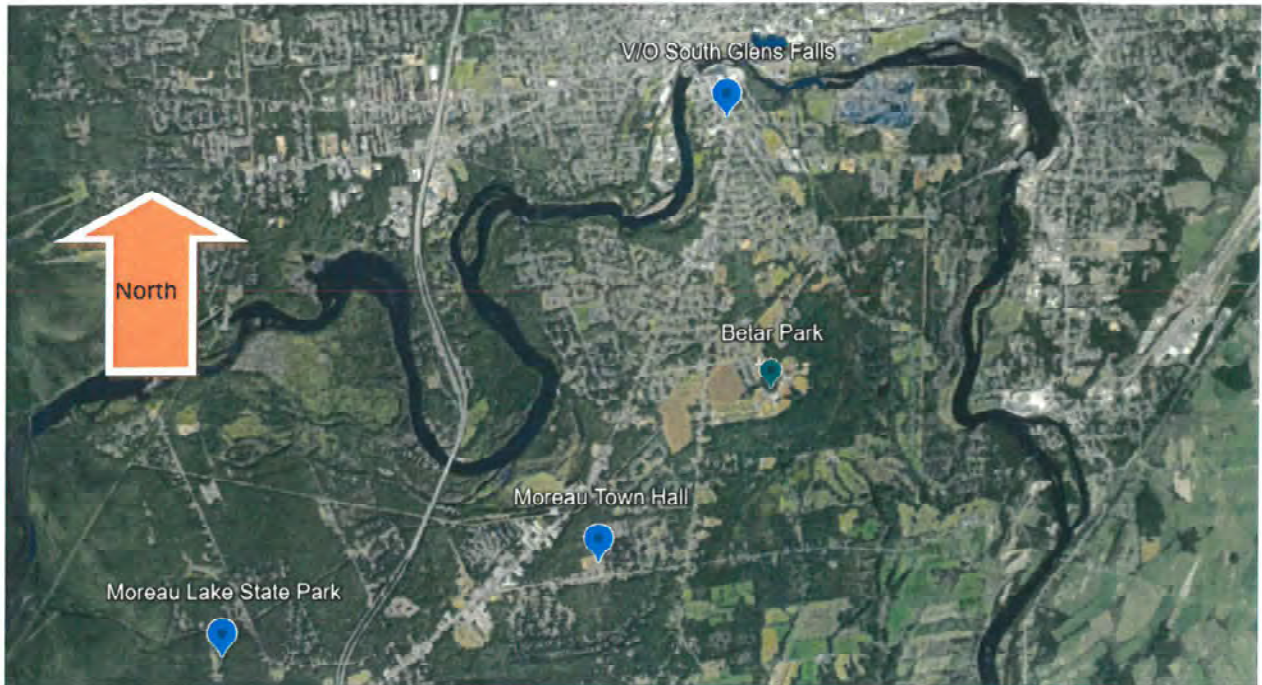 V/O South Glens Falls
North
Betar Park
Moreau Town Hall
Moreau Lake State Park